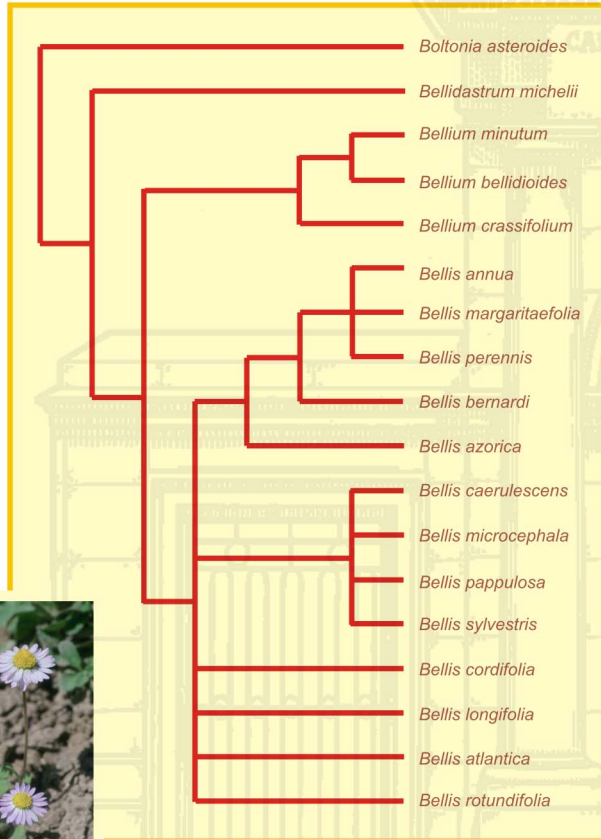 Boltonia asteroides
Bellidastrum michelii
Bellium minutum
Bellium bellidioides
Bellium crassifolium
Bellis annua
Bellis margaritaefolia
Bellis perennis
Bellis bernardi
Bellis azorica
Bellis caerulescens
Bellis microcephala
Bellis pappulosa
Bellis sylvestris
Bellis cordifolia
Bellis longifolia
Bellis atlantica
Bellis rotundifolia